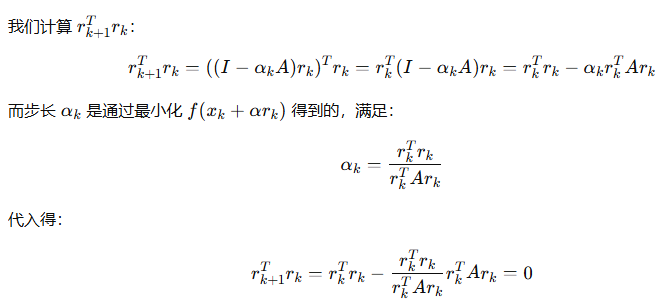 我们计算 $r_{k+1}^T r_k$：
$r_{k+1}^T r_k = ((I - \alpha_k A) r_k)^T r_k = r_k^T (I - \alpha_k A) r_k = r_k^T r_k - \alpha_k r_k^T A r_k$
而步长 $\alpha_k$ 是通过最小化 $f(x_k + \alpha r_k)$ 得到的，满足：
$\alpha_k = \frac{r_k^T r_k}{r_k^T A r_k}$
代入得：
$r_{k+1}^T r_k = r_k^T r_k - \frac{r_k^T r_k}{r_k^T A r_k} r_k^T A r_k = 0$